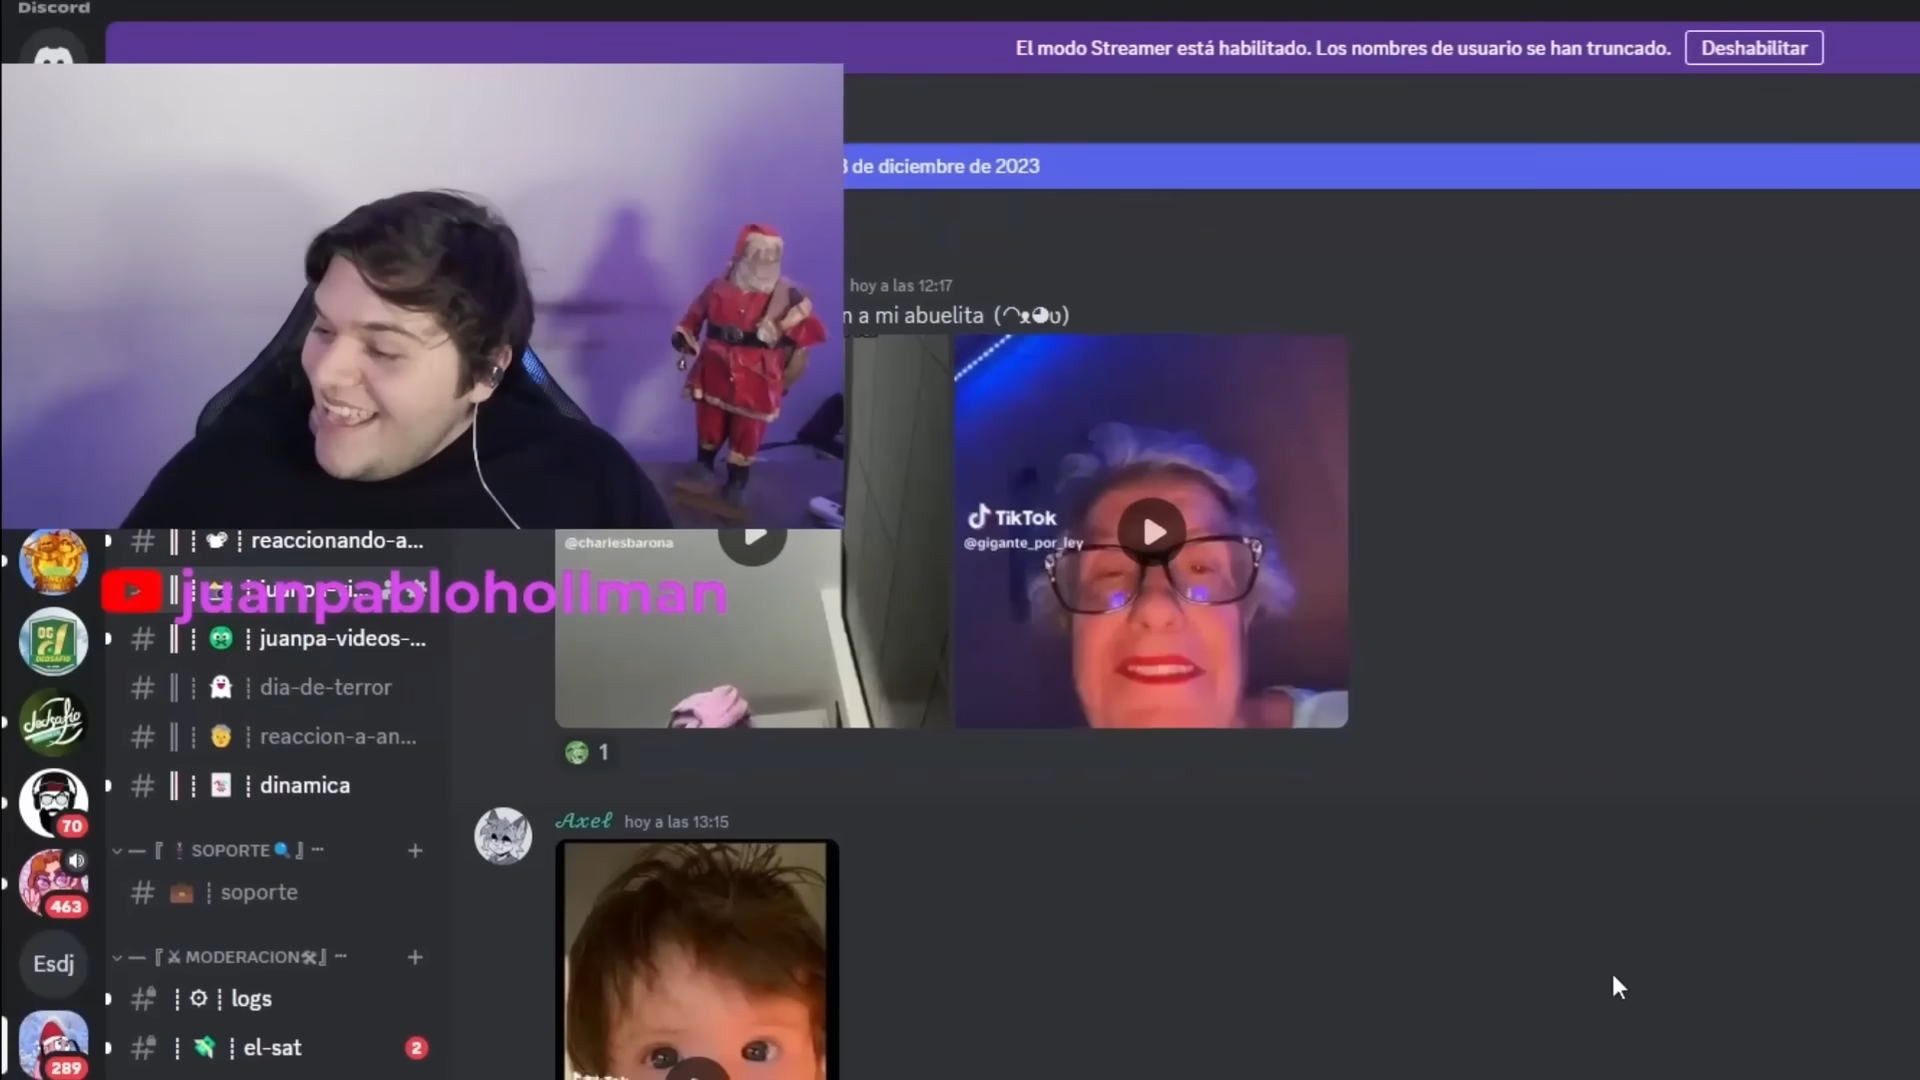 Discord
El modo Streamer está habilitado. Los nombres de usuario se han truncado.
Deshabilitar
de diciembre de 2023
hoy a las 12:17
n a mi abuelita
@chariesbarona
TikTok
@gigante_por_ley
reaccionando-a...
juanpablohollman
juanpa-videos-...
dia-de-terror
reaccion-a-an...
dinamica
1
SOPORTE
soporte
MODERACION
logs
el-sat
2
70
463
Esdj
289
Axel hoy a las 13:15